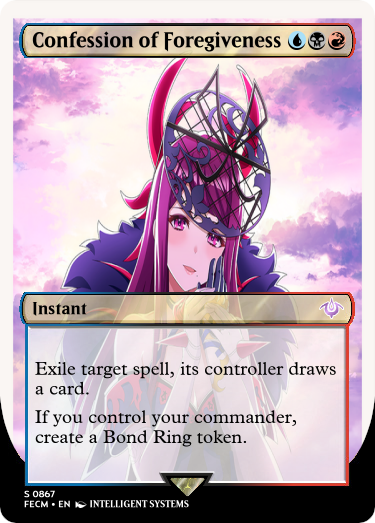 Confession of Foregiveness
Instant
Exile target spell, its controller draws
a card.
If you control your commander,
create a Bond Ring token.
S 0867
FECM • EN INTELLIGENT SYSTEMS